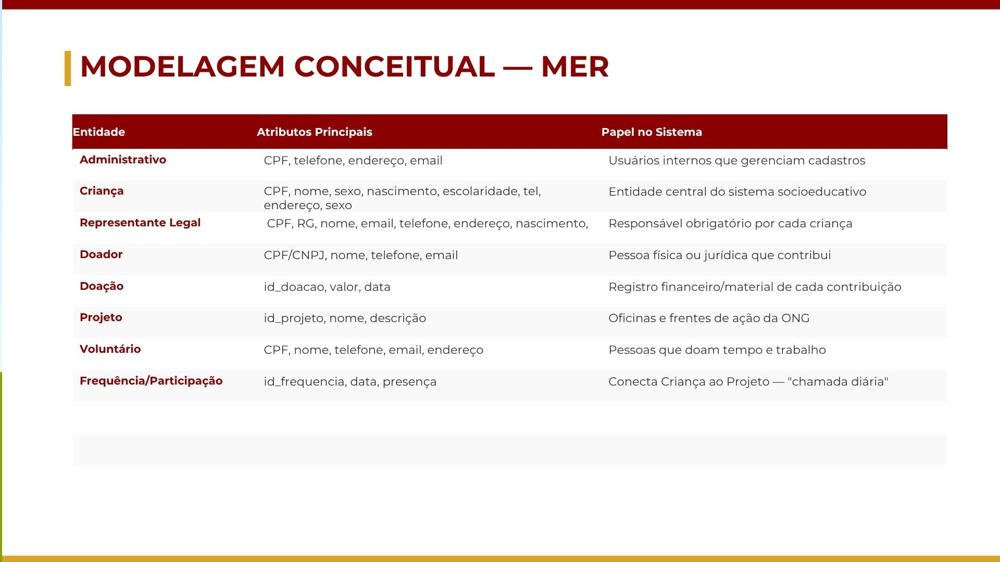 MODELAGEM CONCEITUAL — MER
Entidade Atributos Principais Papel no Sistema
Administrativo CPF, telefone, endereço, email Usuários internos que gerenciam cadastros
Criança CPF, nome, sexo, nascimento, escolaridade, tel, Entidade central do sistema socioeducativo
endereço, sexo
Representante Legal CPF, RG, nome, email, telefone, endereço, nascimento, Responsável obrigatório por cada criança
Doador CPF/CNPJ, nome, telefone, email Pessoa física ou jurídica que contribui
Doação id_doacao, valor, data Registro financeiro/material de cada contribuição
Projeto id_projeto, nome, descrição Oficinas e frentes de ação da ONG
Voluntário CPF, nome, telefone, email, endereço Pessoas que doam tempo e trabalho
Frequência/Participação id_frequencia, data, presença Conecta Criança ao Projeto — "chamada diária"